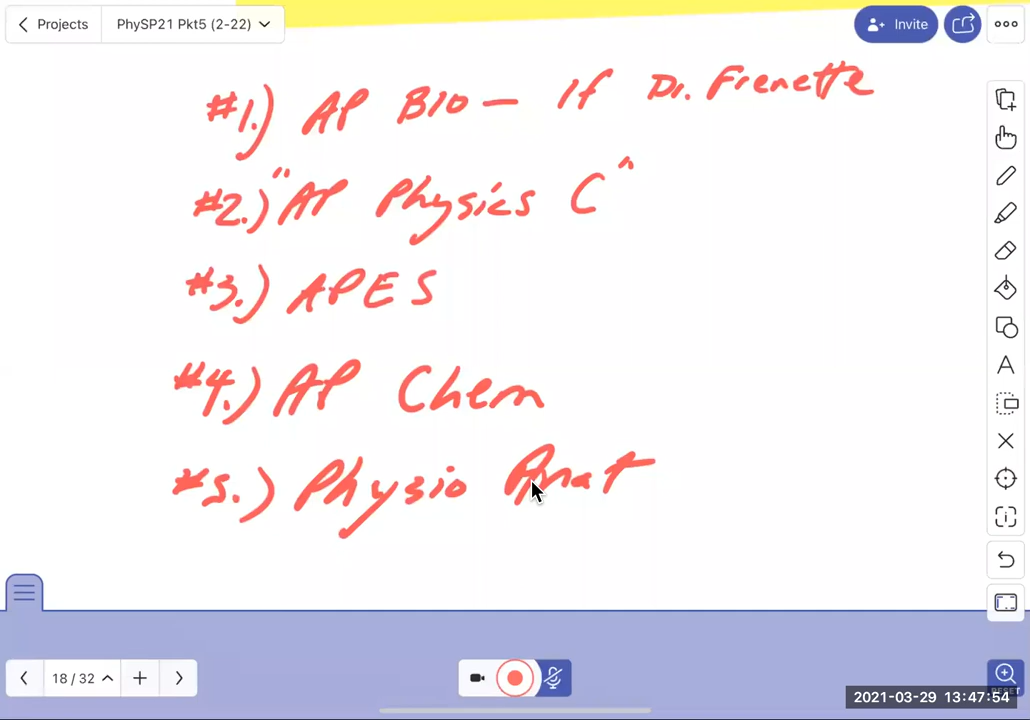 Projects
PhySP21 Pkt5 (2-22)
Invite
#1.) AP BIO — If Dr. Frenette
#2.) "AP Physics C"
#3.) APES
#4.) AP Chem
#5.) Physio Anat
A
18 / 32
RESET
2021-03-29 13:47:54